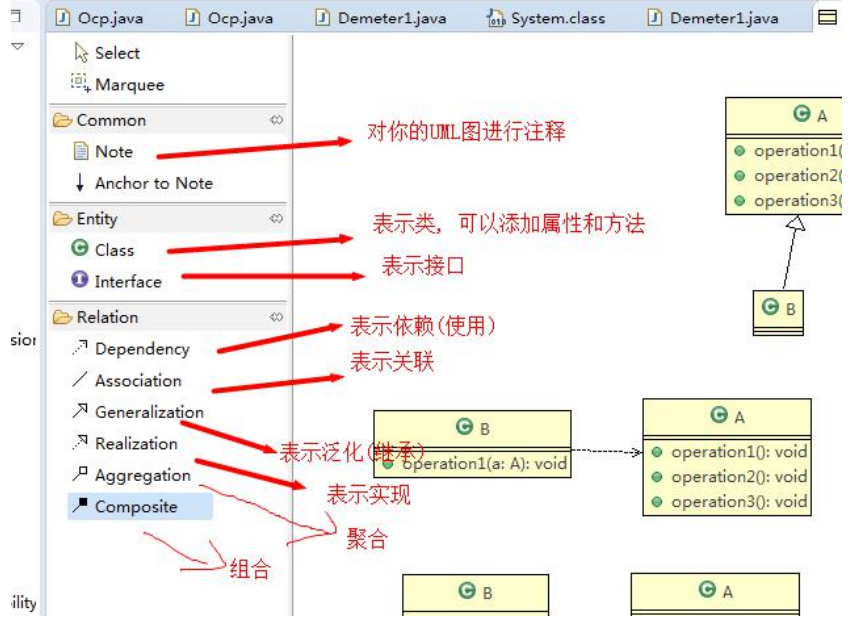 Ocp.java
Ocp.java
Demeter1.java
System.class
Demeter1.java
Select
Marquee
Common
Note
对你的UML图进行注释
Anchor to Note
Entity
Class
表示类, 可以添加属性和方法
Interface
表示接口
Relation
Dependency
表示依赖(使用)
Association
表示关联
Generalization
表示泛化(继承)
Realization
表示实现
Aggregation
聚合
Composite
组合
A
operation1(
operation2(
operation3(
B
B
operation1(a: A): void
A
operation1(): void
operation2(): void
operation3(): void
B
A
sion
ility